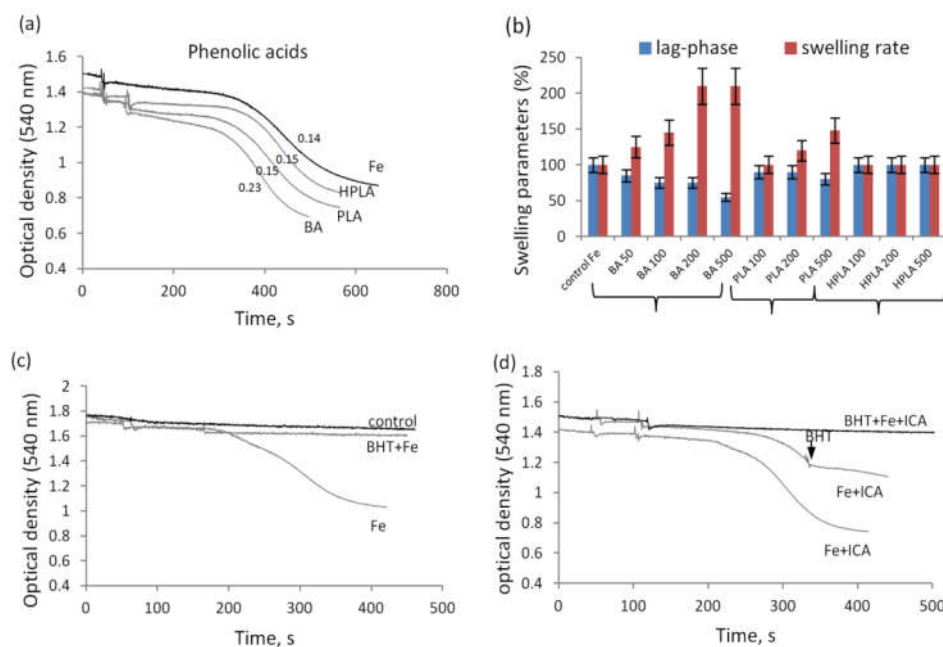 (a)
Phenolic acids
Optical density (540 nm)
1.6
1.4
1.2
1
0.8
0.6
0.4
0.14
0.15
0.15
0.23
Fe
HPLA
PLA
BA
0
200
400
600
800
Time, s
(b)
lag-phase
swelling rate
Swelling parameters (%)
250
200
150
100
50
0
control Fe
BA 50
BA 100
BA 200
BA 500
PLA 100
PLA 200
PLA 500
HPLA 100
HPLA 200
HPLA 500
(c)
Optical density (540 nm)
2
1.8
1.6
1.4
1.2
1
0.8
0.6
0.4
control
BHT+Fe
Fe
0
100
200
300
400
500
Time, s
(d)
optical density (540 nm)
1.8
1.6
1.4
1.2
1
0.8
0.6
0.4
BHT+Fe+ICA
BHT
Fe+ICA
Fe+ICA
0
100
200
300
400
500
Time, s